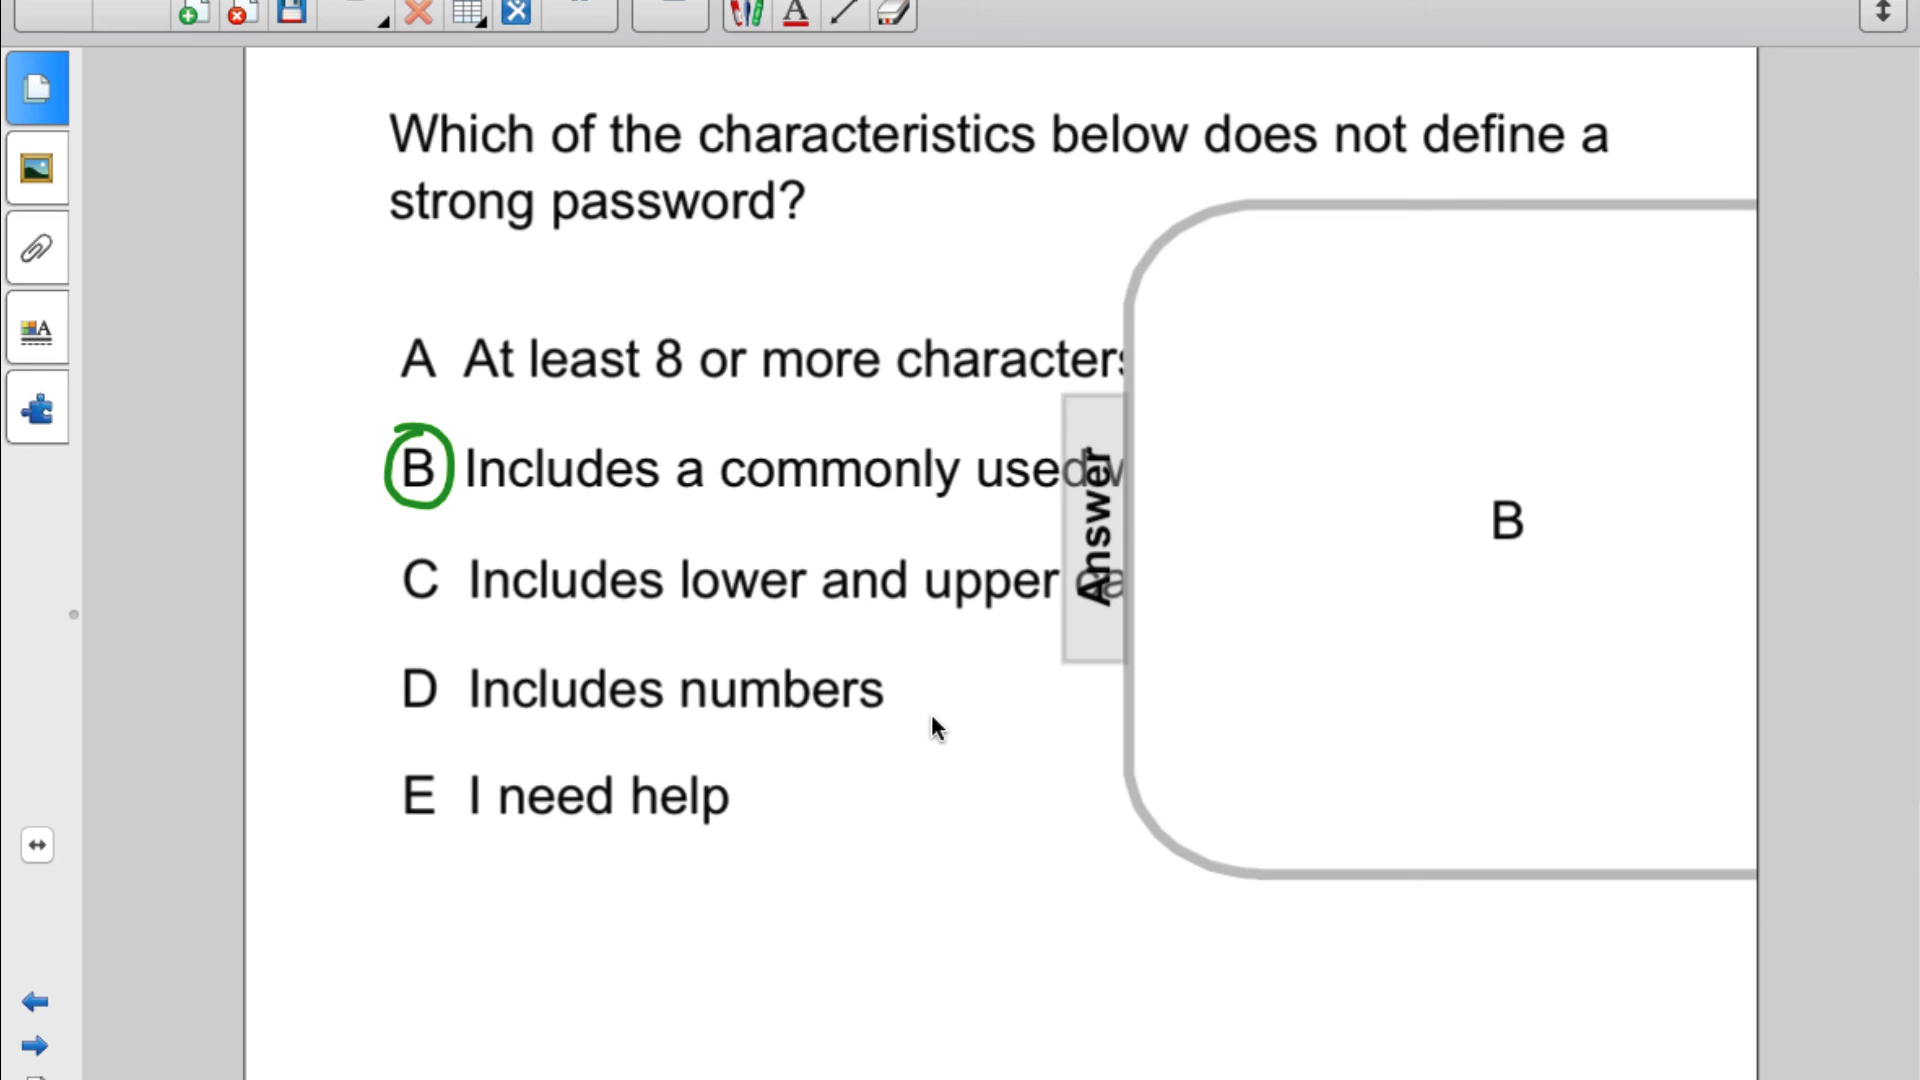 Which of the characteristics below does not define a
strong password?
A At least 8 or more characters
B Includes a commonly used
C Includes lower and upper
D Includes numbers
E I need help
Answer
B